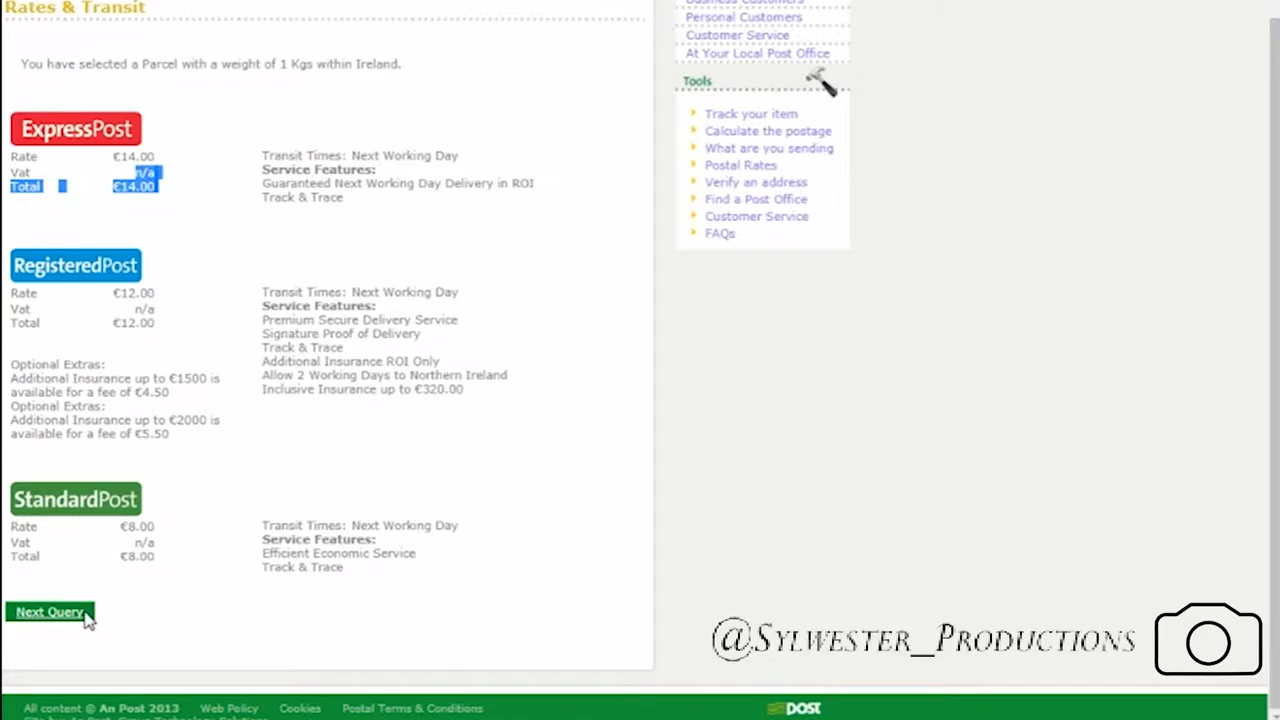 Rates & Transit
Business Customers
Personal Customers
Customer Service
At Your Local Post Office
You have selected a Parcel with a weight of 1 Kgs within Ireland.
Tools
Track your item
Calculate the postage
What are you sending
Postal Rates
Verify an address
Find a Post Office
Customer Service
FAQs
ExpressPost
Rate €14.00
Vat n/a
Total €14.00
Transit Times: Next Working Day
Service Features:
Guaranteed Next Working Day Delivery in ROI
Track & Trace
RegisteredPost
Rate €12.00
Vat n/a
Total €12.00
Optional Extras:
Additional Insurance up to €1500 is
available for a fee of €4.50
Optional Extras:
Additional Insurance up to €2000 is
available for a fee of €5.50
Transit Times: Next Working Day
Service Features:
Premium Secure Delivery Service
Signature Proof of Delivery
Track & Trace
Additional Insurance ROI Only
Allow 2 Working Days to Northern Ireland
Inclusive Insurance up to €320.00
StandardPost
Rate €8.00
Vat n/a
Total €8.00
Transit Times: Next Working Day
Service Features:
Efficient Economic Service
Track & Trace
Next Query
@Sylwester_Productions
All content © An Post 2013 Web Policy Cookies Postal Terms & Conditions
POST
Site by: An Post, Group Technology Solutions